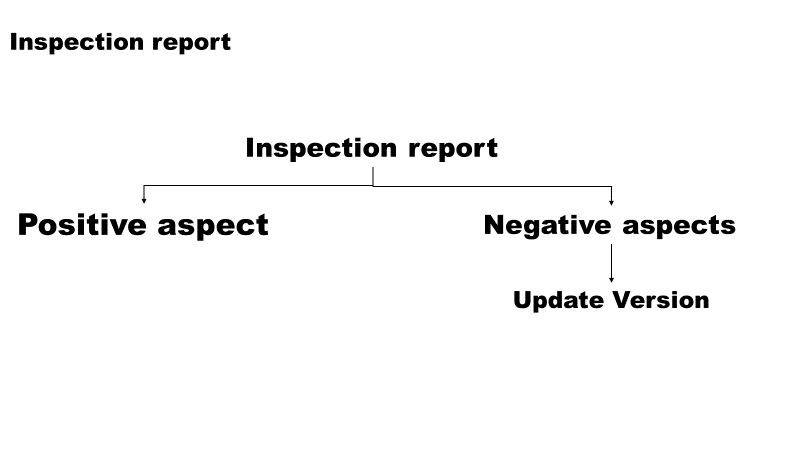 Inspection report
Inspection report
Positive aspect
Negative aspects
Update Version